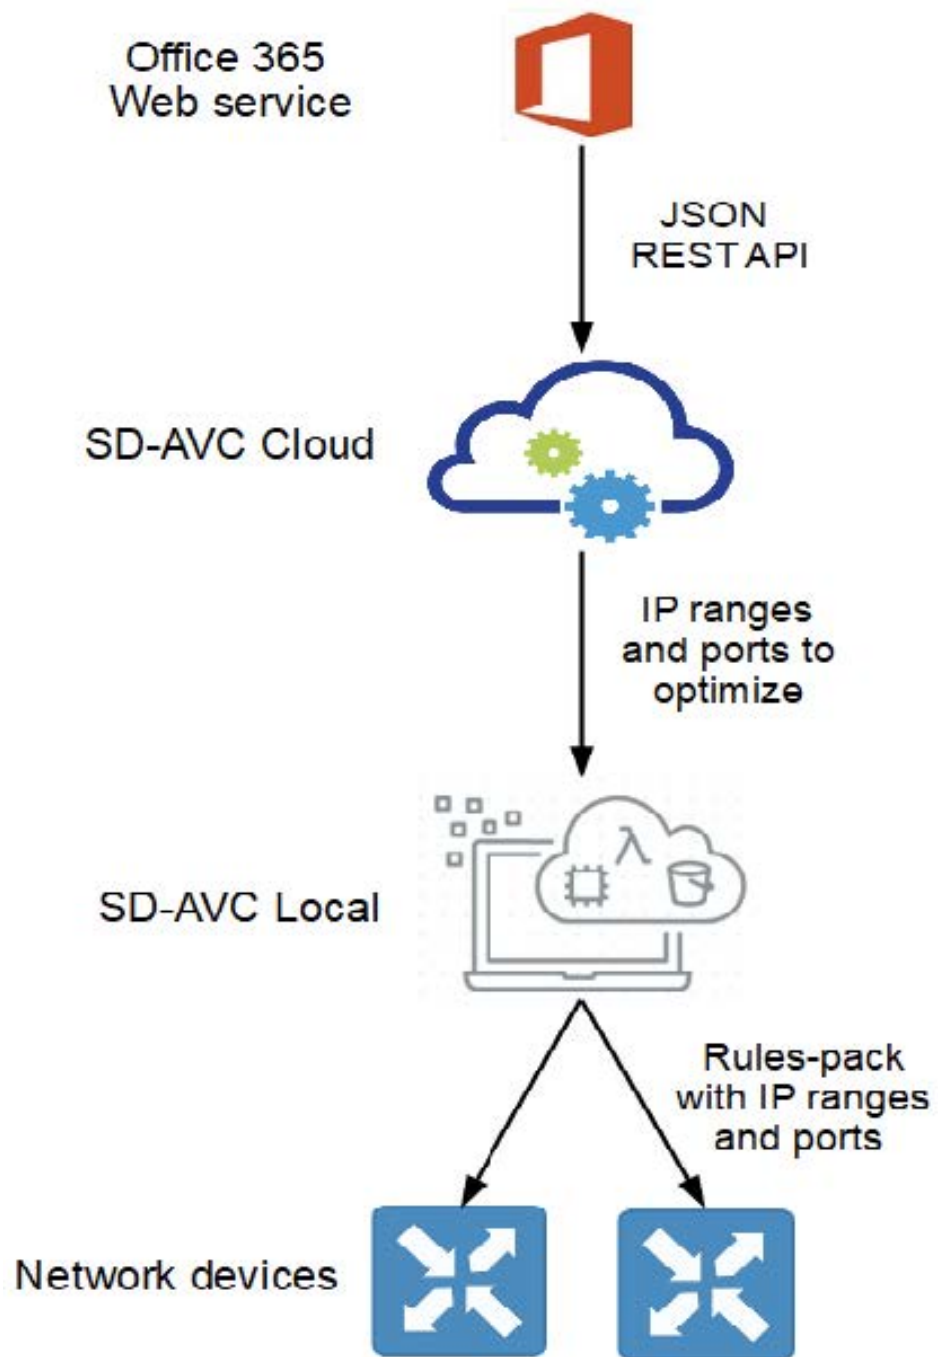 Office 365
Web service
JSON
REST API
SD-AVC Cloud
IP ranges
and ports to
optimize
λ
SD-AVC Local
Rules-pack
with IP ranges
and ports
Network devices